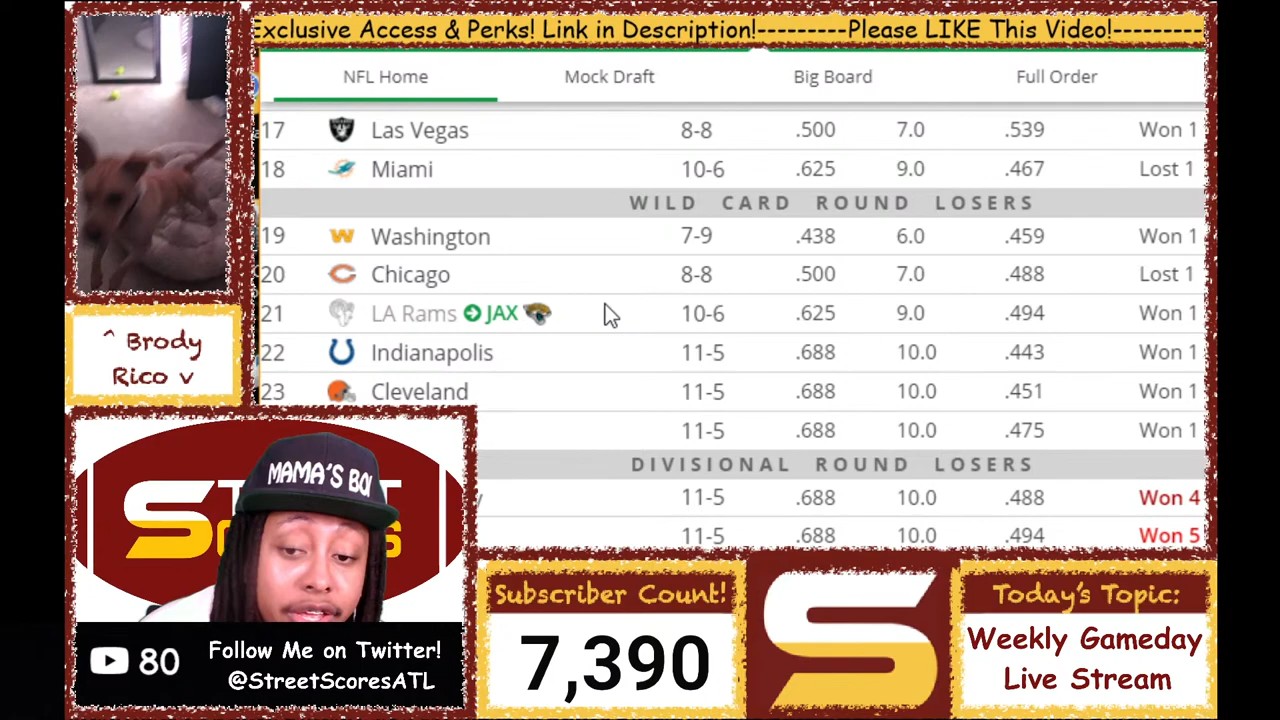 Exclusive Access & Perks! Link in Description!---------Please LIKE This Video!---------
NFL Home Mock Draft Big Board Full Order
17 Las Vegas 8-8 .500 7.0 .539 Won 1
18 Miami 10-6 .625 9.0 .467 Lost 1
WILD CARD ROUND LOSERS
19 Washington 7-9 .438 6.0 .459 Won 1
20 Chicago 8-8 .500 7.0 .488 Lost 1
21 LA Rams JAX 10-6 .625 9.0 .494 Won 1
22 Indianapolis 11-5 .688 10.0 .443 Won 1
23 Cleveland 11-5 .688 10.0 .451 Won 1
11-5 .688 10.0 .475 Won 1
DIVISIONAL ROUND LOSERS
11-5 .688 10.0 .488 Won 4
11-5 .688 10.0 .494 Won 5
^ Brody
Rico v
MAMA'S BOY
80
Follow Me on Twitter!
@StreetScoresATL
Subscriber Count!
7,390
S
Today's Topic:
Weekly Gameday
Live Stream